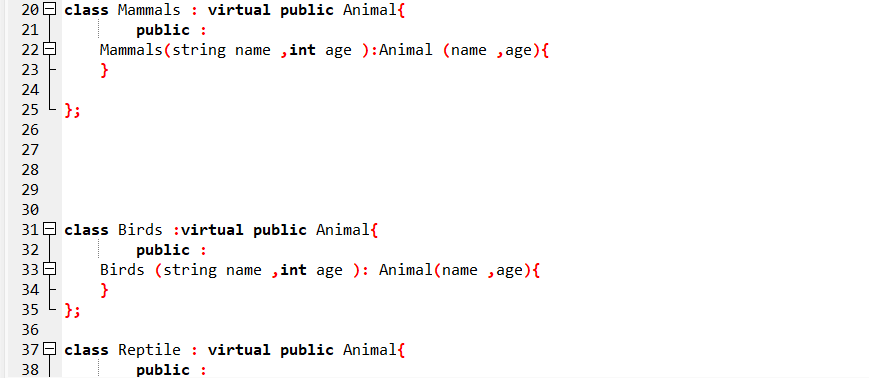 20 class Mammals : virtual public Animal{
21 public :
22 Mammals(string name ,int age ):Animal (name ,age){
23 }
24
25 };
26
27
28
29
30
31 class Birds :virtual public Animal{
32 public :
33 Birds (string name ,int age ): Animal(name ,age){
34 }
35 };
36
37 class Reptile : virtual public Animal{
38 public :